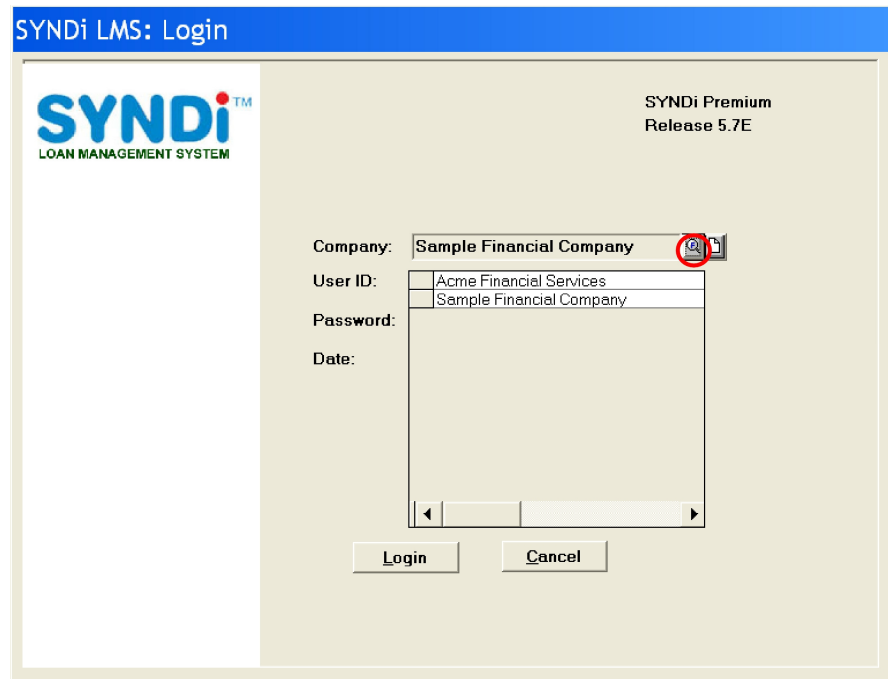 SYNDi LMS: Login
SYNDi™
LOAN MANAGEMENT SYSTEM
SYNDi Premium
Release 5.7E
Company: Sample Financial Company
User ID:
Acme Financial Services
Sample Financial Company
Password:
Date:
Login Cancel